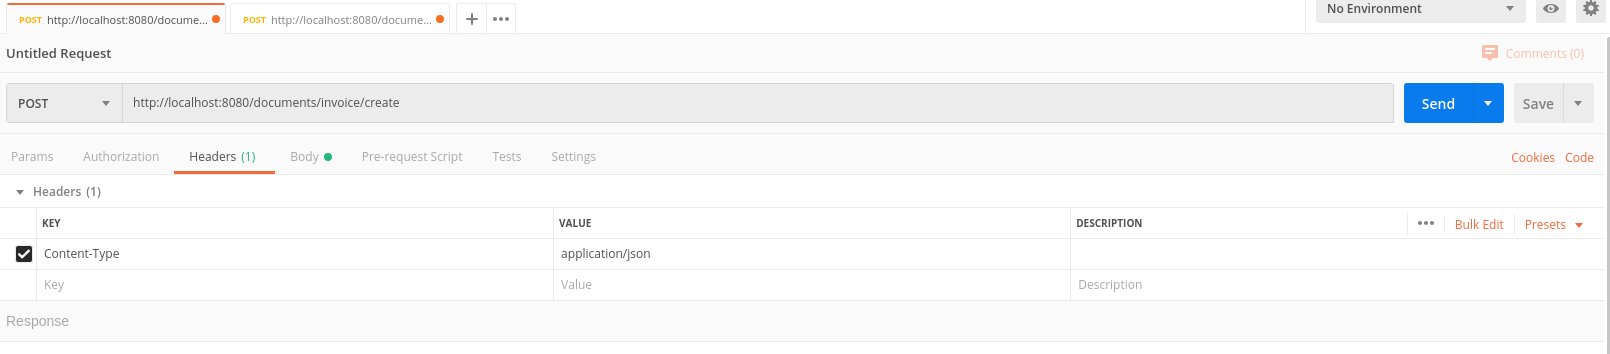 POST http://localhost:8080/docume... POST http://localhost:8080/docume... No Environment
Untitled Request Comments (0)
POST http://localhost:8080/documents/invoice/create Send Save
Params Authorization Headers (1) Body Pre-request Script Tests Settings Cookies Code
Headers (1)
KEY VALUE DESCRIPTION Bulk Edit Presets
Content-Type application/json
Key Value Description
Response